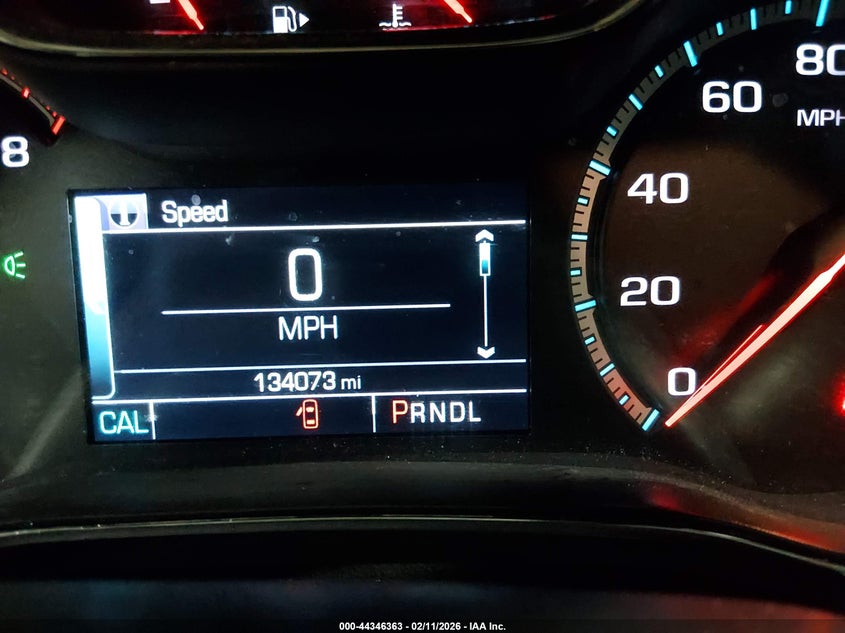 80
60
MPH
8
40
Speed
0
20
MPH
0
134073 mi
CAL
PRNDL
000-44346363 - 02/11/2026 - IAA Inc.